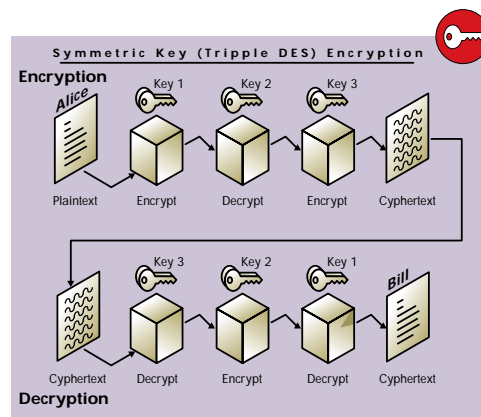 Symmetric Key (Tripple DES) Encryption
Encryption
Alice
Key 1 Key 2 Key 3
Plaintext Encrypt Decrypt Encrypt Cyphertext
Key 3 Key 2 Key 1
Bill
Cyphertext Decrypt Encrypt Decrypt Cyphertext
Decryption